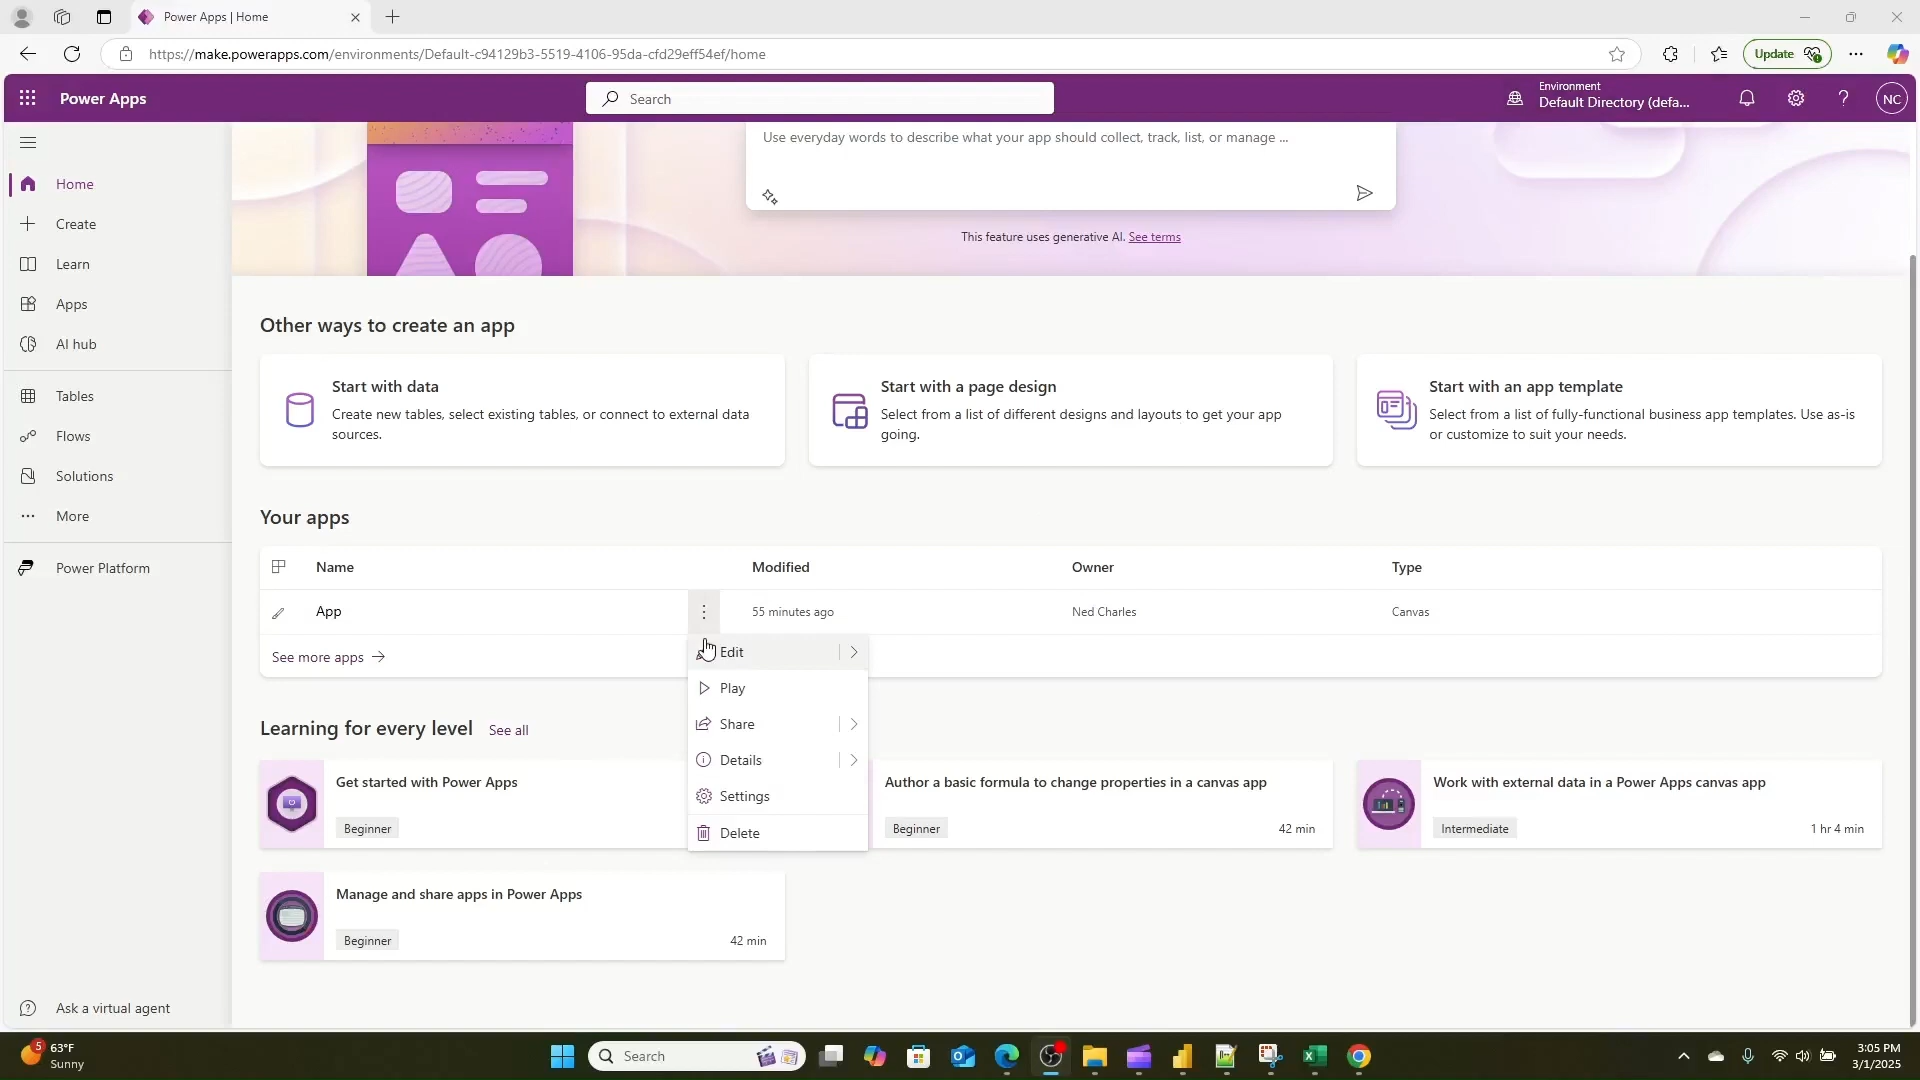 Power Apps | Home
https://make.powerapps.com/environments/Default-c94129b3-5519-4106-95da-cfd29eff54ef/home
Update
Power Apps
Search
Environment
Default Directory (defa...
NC
Use everyday words to describe what your app should collect, track, list, or manage ...
This feature uses generative AI. See terms
Home
Create
Learn
Apps
AI hub
Tables
Flows
Solutions
More
Power Platform
Ask a virtual agent
Other ways to create an app
Start with data
Create new tables, select existing tables, or connect to external data
sources.
Start with a page design
Select from a list of different designs and layouts to get your app
going.
Start with an app template
Select from a list of fully-functional business app templates. Use as-is
or customize to suit your needs.
Your apps
Name
Modified
Owner
Type
App
55 minutes ago
Ned Charles
Canvas
See more apps
Edit
Play
Share
Details
Settings
Delete
Learning for every level
See all
Get started with Power Apps
Beginner
Author a basic formula to change properties in a canvas app
Beginner
42 min
Work with external data in a Power Apps canvas app
Intermediate
1 hr 4 min
Manage and share apps in Power Apps
Beginner
42 min
5
63°F
Sunny
Search
3:05 PM
3/1/2025